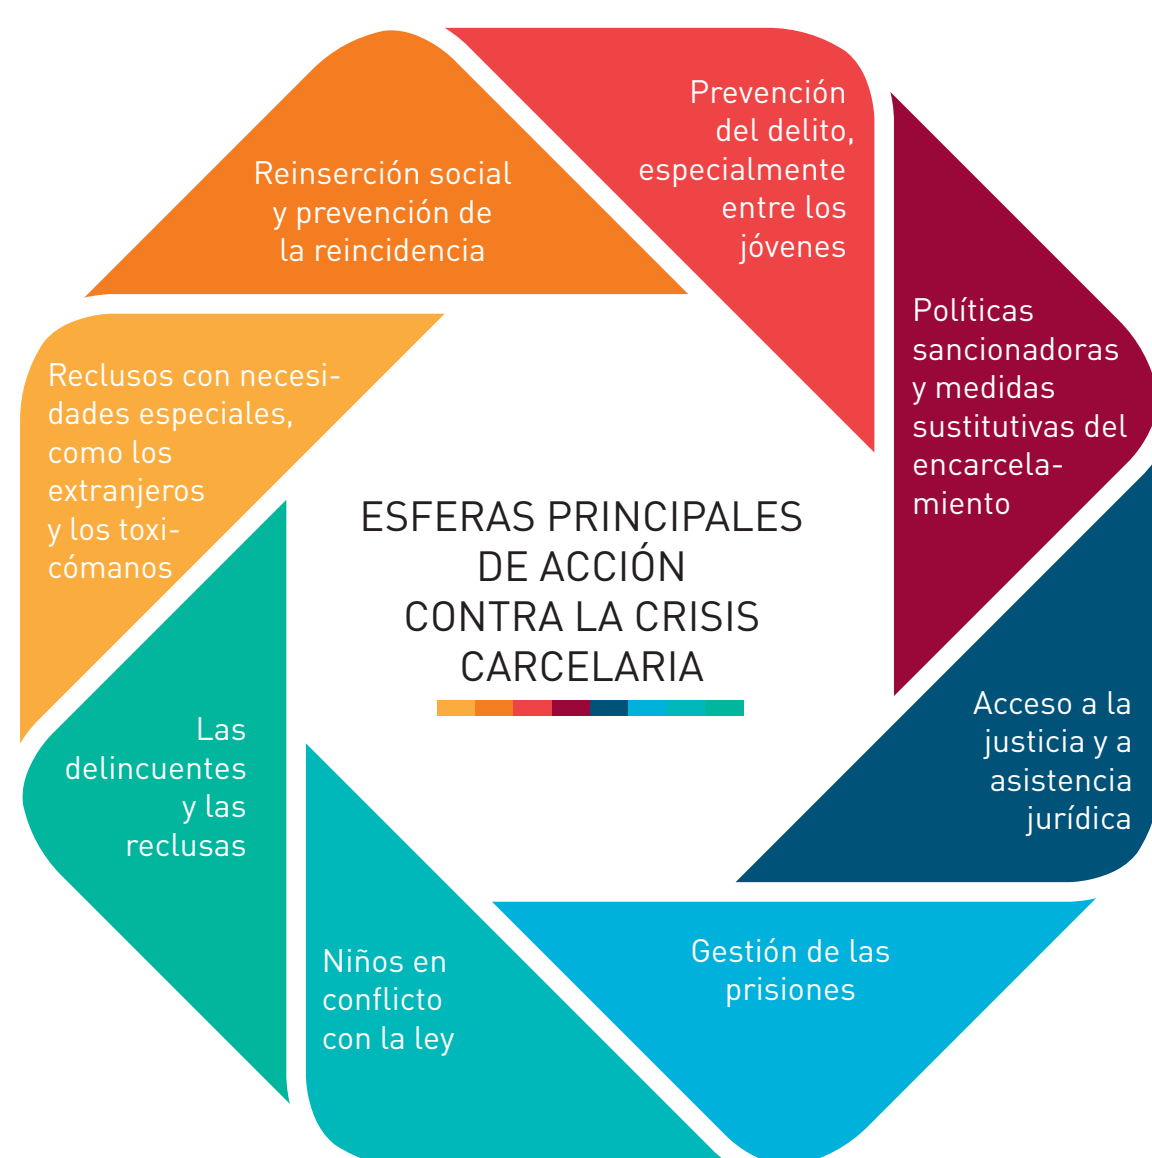 Prevención
del delito,
especialmente
entre los
jóvenes
Reinserción social
y prevención de
la reincidencia
Políticas
sancionadoras
y medidas
sustitutivas del
encarcela-
miento
Reclusos con necesi-
dades especiales,
como los
extranjeros
y los toxi-
cómanos
ESFERAS PRINCIPALES
DE ACCIÓN
CONTRA LA CRISIS
CARCELARIA
Acceso a la
justicia y a
asistencia
jurídica
Las
delincuentes
y las
reclusas
Gestión de las
prisiones
Niños en
conflicto
con la ley